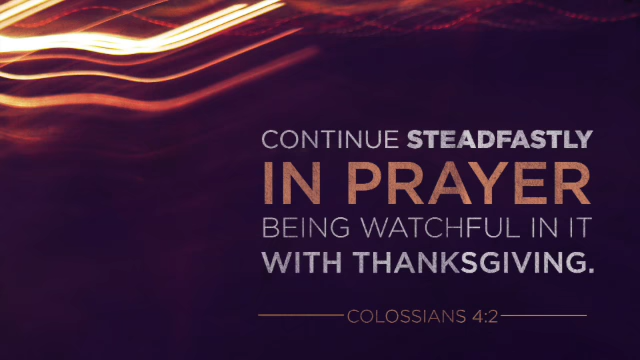 CONTINUE STEADFASTLY
IN PRAYER
BEING WATCHFUL IN IT
WITH THANKSGIVING.
COLOSSIANS 4:2